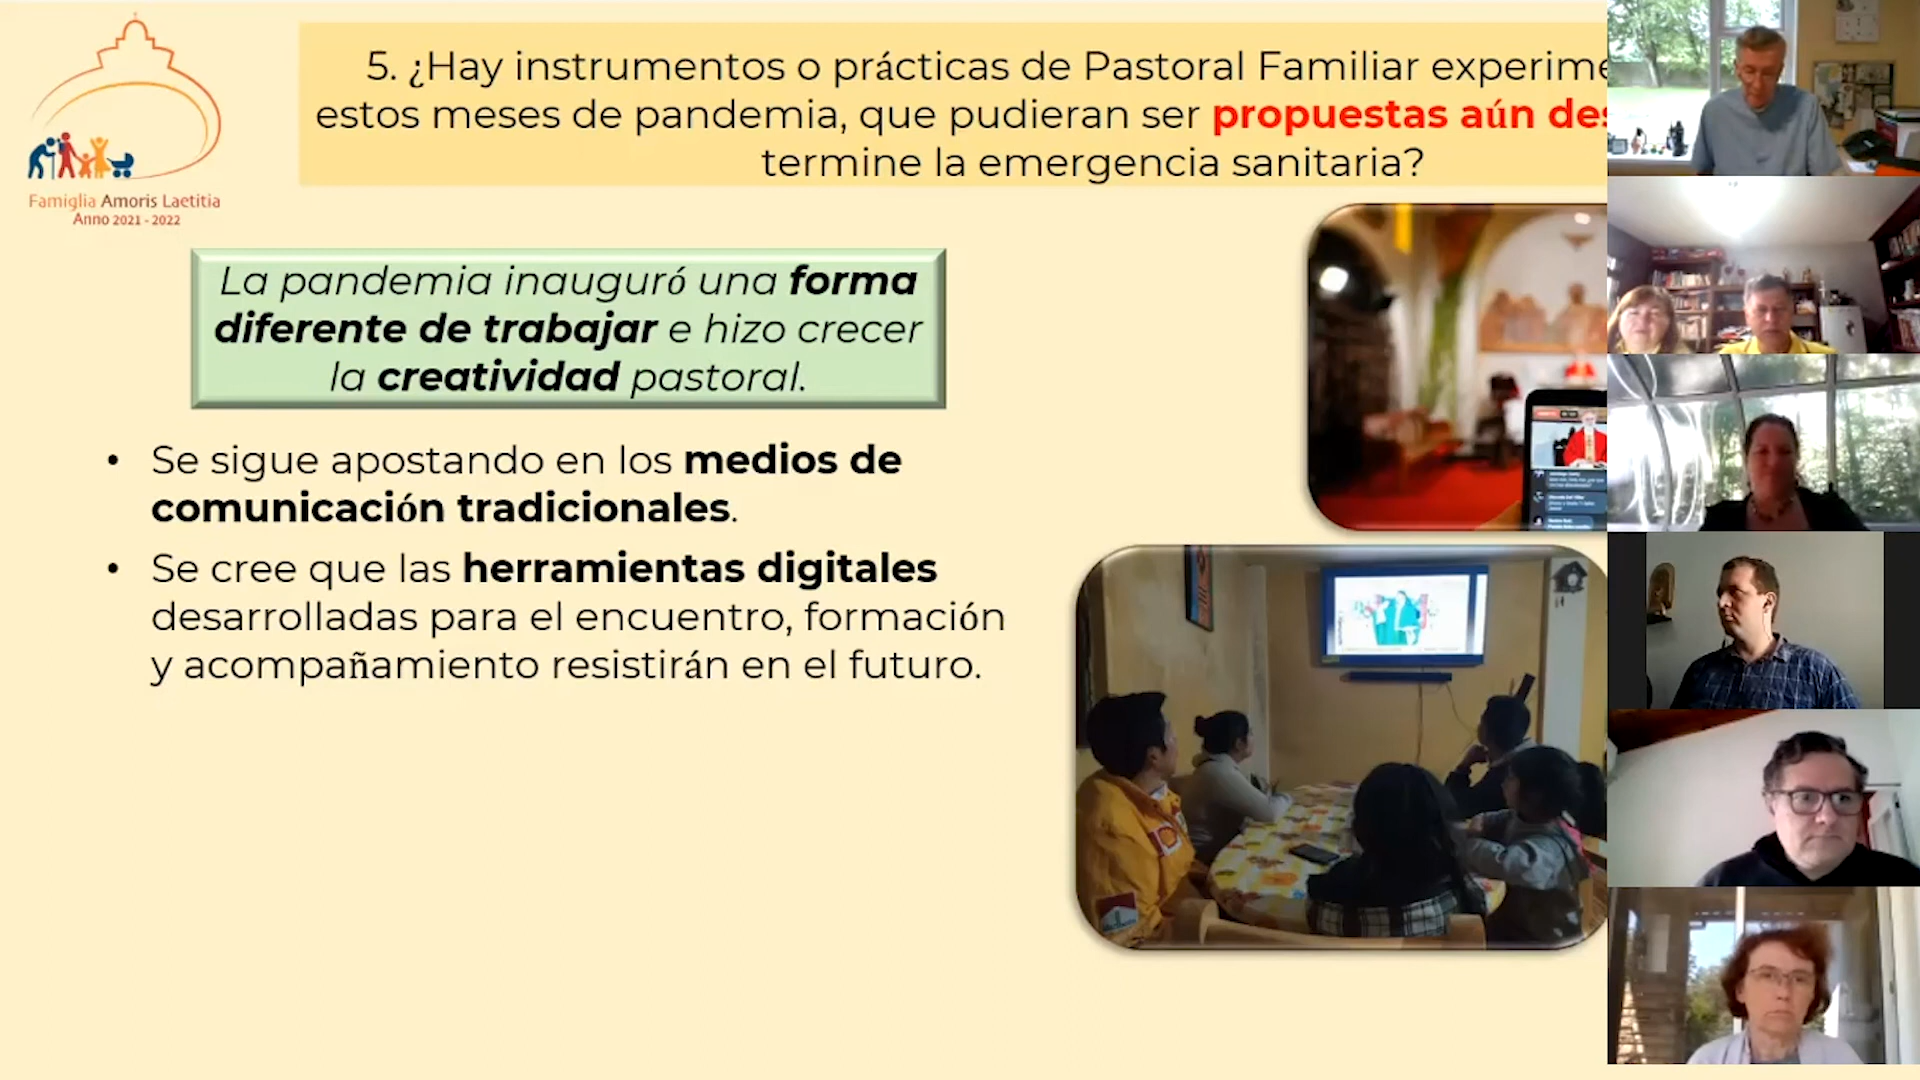 5. ¿Hay instrumentos o prácticas de Pastoral Familiar experime
estos meses de pandemia, que pudieran ser propuestas aún des
termine la emergencia sanitaria?
Famiglia Amoris Laetitia
Anno 2021 - 2022
La pandemia inauguró una forma
diferente de trabajar e hizo crecer
la creatividad pastoral.
• Se sigue apostando en los medios de
comunicación tradicionales.
• Se cree que las herramientas digitales
desarrolladas para el encuentro, formación
y acompañamiento resistirán en el futuro.